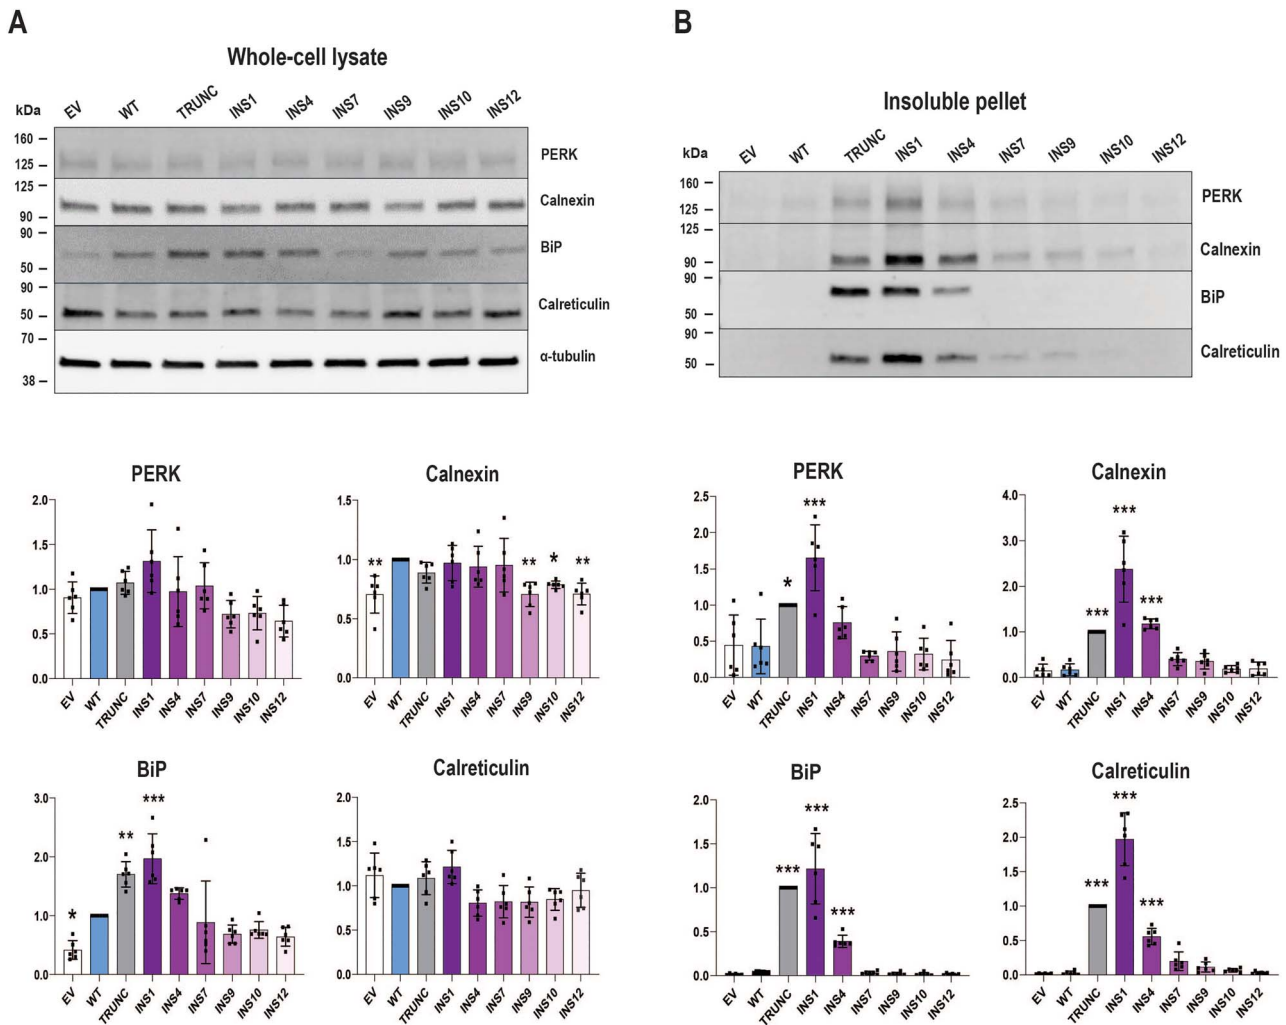 A
Whole-cell lysate
kDa
EV WT TRUNC INS1 INS4 INS7 INS9 INS10 INS12
160
125
PERK
125
90
Calnexin
90
50
BiP
90
50
Calreticulin
70
38
α-tubulin
PERK
2.0
1.5
1.0
0.5
0.0
EV WT TRUNC INS1 INS4 INS7 INS9 INS10 INS12
Calnexin
1.5
1.0
0.5
0.0
** ** * **
EV WT TRUNC INS1 INS4 INS7 INS9 INS10 INS12
BiP
3.0
2.0
1.0
0.0
* ** ***
EV WT TRUNC INS1 INS4 INS7 INS9 INS10 INS12
Calreticulin
2.0
1.5
1.0
0.5
0.0
EV WT TRUNC INS1 INS4 INS7 INS9 INS10 INS12
B
Insoluble pellet
kDa
EV WT TRUNC INS1 INS4 INS7 INS9 INS10 INS12
160
125
PERK
125
90
Calnexin
90
50
BiP
90
50
Calreticulin
PERK
2.5
2.0
1.5
1.0
0.5
0.0
* ***
EV WT TRUNC INS1 INS4 INS7 INS9 INS10 INS12
Calnexin
4.0
3.0
2.0
1.0
0.0
*** *** ***
EV WT TRUNC INS1 INS4 INS7 INS9 INS10 INS12
BiP
2.0
1.5
1.0
0.5
0.0
*** *** ***
EV WT TRUNC INS1 INS4 INS7 INS9 INS10 INS12
Calreticulin
2.5
2.0
1.5
1.0
0.5
0.0
*** *** ***
EV WT TRUNC INS1 INS4 INS7 INS9 INS10 INS12